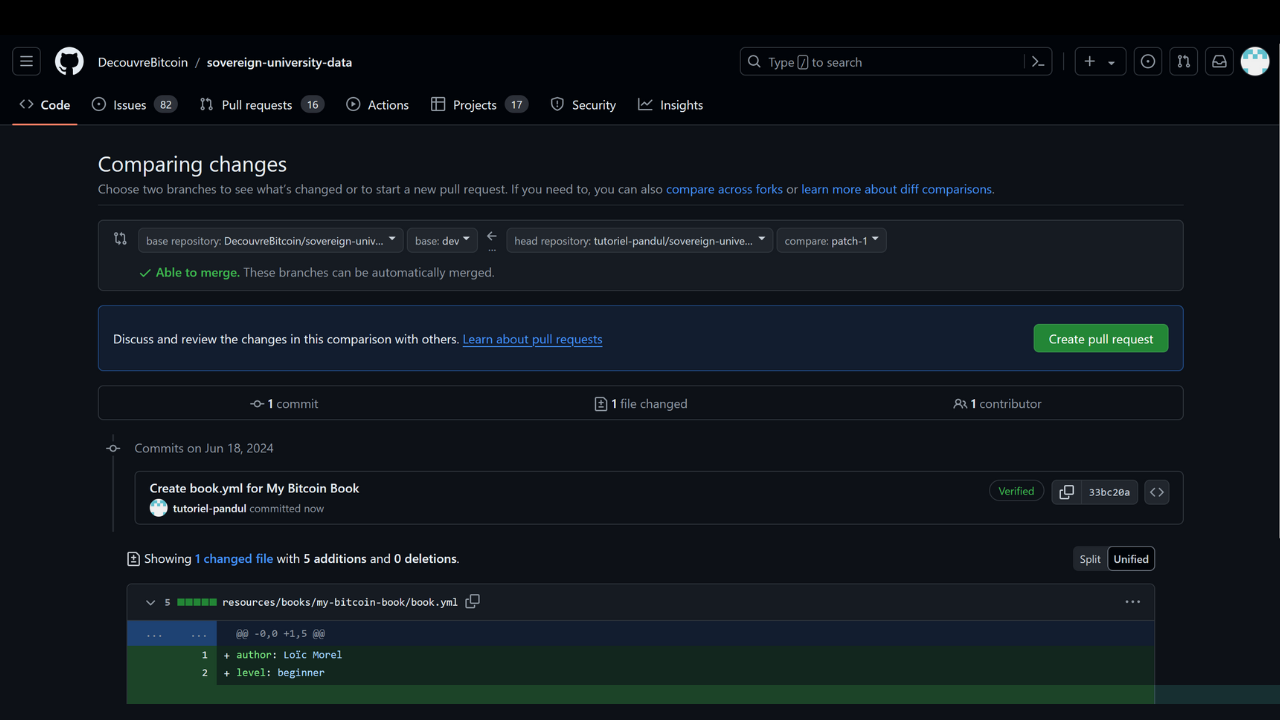 DecouvreBitcoin / sovereign-university-data
Type / to search
Code
Issues 82
Pull requests 16
Actions
Projects 17
Security
Insights
Comparing changes
Choose two branches to see what's changed or to start a new pull request. If you need to, you can also compare across forks or learn more about diff comparisons.
base repository: DecouvreBitcoin/sovereign-univ... base: dev ... head repository: tutoriel-pandul/sovereign-unive... compare: patch-1
Able to merge. These branches can be automatically merged.
Discuss and review the changes in this comparison with others. Learn about pull requests
Create pull request
1 commit
1 file changed
1 contributor
Commits on Jun 18, 2024
Create book.yml for My Bitcoin Book
tutoriel-pandul committed now
Verified
33bc20a
Showing 1 changed file with 5 additions and 0 deletions.
Split Unified
5 resources/books/my-bitcoin-book/book.yml
... ... @@ -0,0 +1,5 @@
1 + author: Loïc Morel
2 + level: beginner